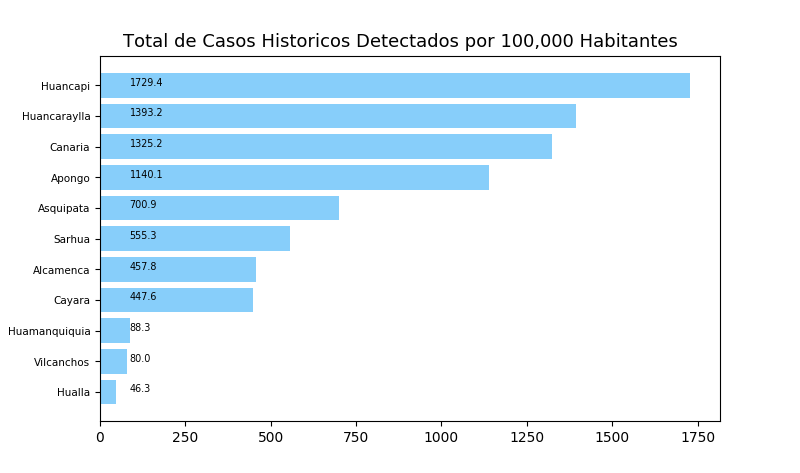 Total de Casos Historicos Detectados por 100,000 Habitantes
Huancapi 1729.4
Huancaraylla 1393.2
Canaria 1325.2
Apongo 1140.1
Asquipata 700.9
Sarhua 555.3
Alcamenca 457.8
Cayara 447.6
Huamanquiquia 88.3
Vilcanchos 80.0
Hualla 46.3
0 250 500 750 1000 1250 1500 1750